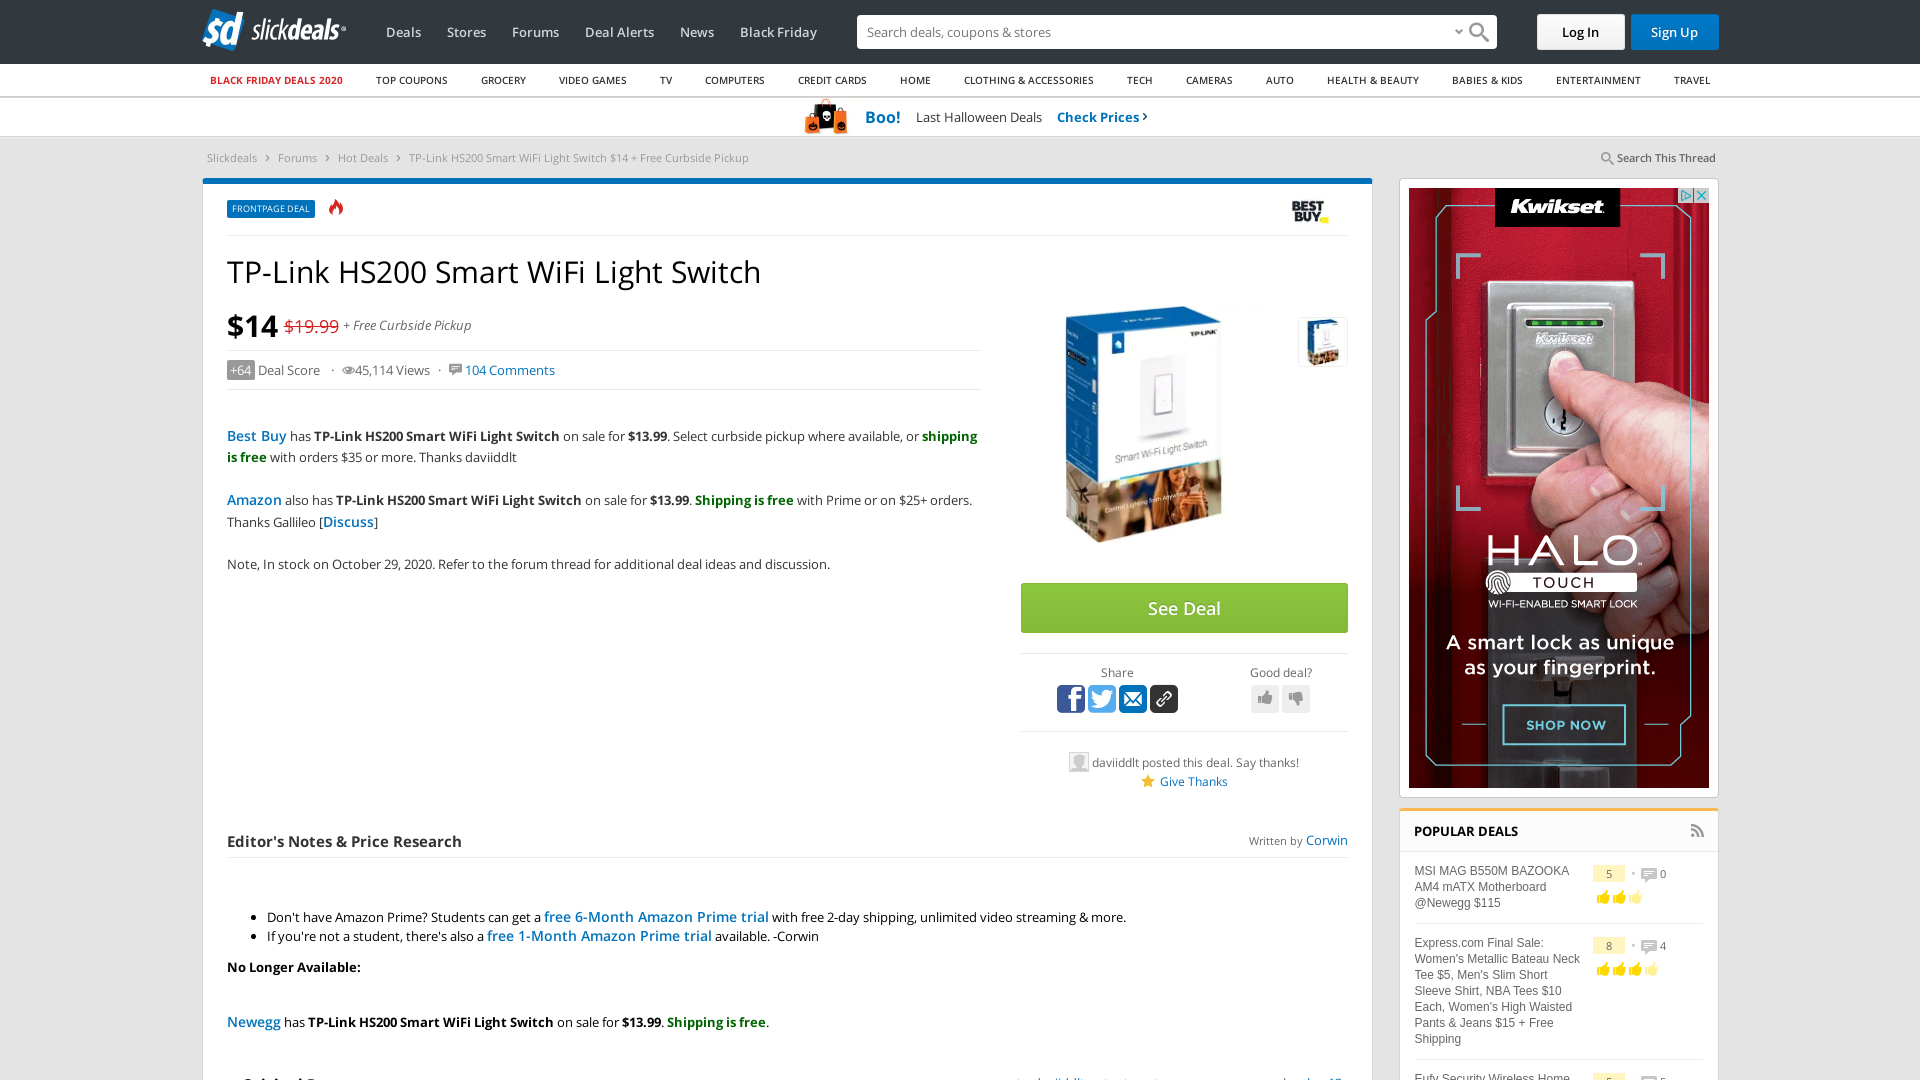 slickdeals
Deals Stores Forums Deal Alerts News Black Friday
Search deals, coupons & stores
Log In Sign Up
BLACK FRIDAY DEALS 2020 TOP COUPONS GROCERY VIDEO GAMES TV COMPUTERS CREDIT CARDS HOME CLOTHING & ACCESSORIES TECH CAMERAS AUTO HEALTH & BEAUTY BABIES & KIDS ENTERTAINMENT TRAVEL
Boo! Last Halloween Deals Check Prices ›
Slickdeals › Forums › Hot Deals › TP-Link HS200 Smart WiFi Light Switch $14 + Free Curbside Pickup
Search This Thread
FRONTPAGE DEAL
BEST
BUY
TP-Link HS200 Smart WiFi Light Switch
$14 $19.99 + Free Curbside Pickup
+64 Deal Score · 45,114 Views · 104 Comments
Best Buy has TP-Link HS200 Smart WiFi Light Switch on sale for $13.99. Select curbside pickup where available, or shipping
is free with orders $35 or more. Thanks daviiddlt
Amazon also has TP-Link HS200 Smart WiFi Light Switch on sale for $13.99. Shipping is free with Prime or on $25+ orders.
Thanks Gallileo [Discuss]
Note, In stock on October 29, 2020. Refer to the forum thread for additional deal ideas and discussion.
TP-LINK
Smart Wi-Fi Light Switch
Control Lighting from Anywhere
See Deal
Share
Good deal?
daviiddlt posted this deal. Say thanks!
Give Thanks
Editor's Notes & Price Research
Written by Corwin
• Don't have Amazon Prime? Students can get a free 6-Month Amazon Prime trial with free 2-day shipping, unlimited video streaming & more.
• If you're not a student, there's also a free 1-Month Amazon Prime trial available. -Corwin
No Longer Available:
Newegg has TP-Link HS200 Smart WiFi Light Switch on sale for $13.99. Shipping is free.
Kwikset
Kwikset
HALO
TOUCH
WI-FI-ENABLED SMART LOCK
A smart lock as unique
as your fingerprint.
SHOP NOW
POPULAR DEALS
MSI MAG B550M BAZOOKA
AM4 mATX Motherboard
@Newegg $115
5 • 0
Express.com Final Sale:
Women's Metallic Bateau Neck
Tee $5, Men's Slim Short
Sleeve Shirt, NBA Tees $10
Each, Women's High Waisted
Pants & Jeans $15 + Free
Shipping
8 • 4
Eufy Security Wireless Home